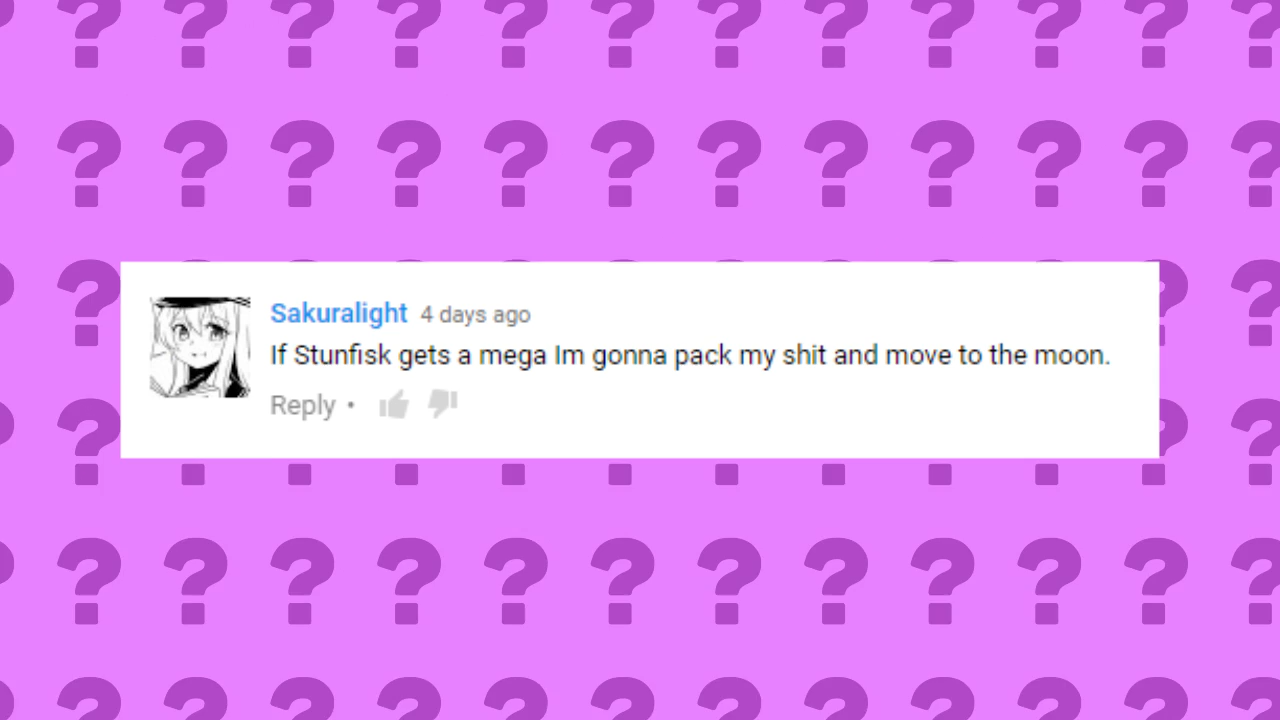 Sakuralight 4 days ago
If Stunfisk gets a mega Im gonna pack my shit and move to the moon.
Reply •